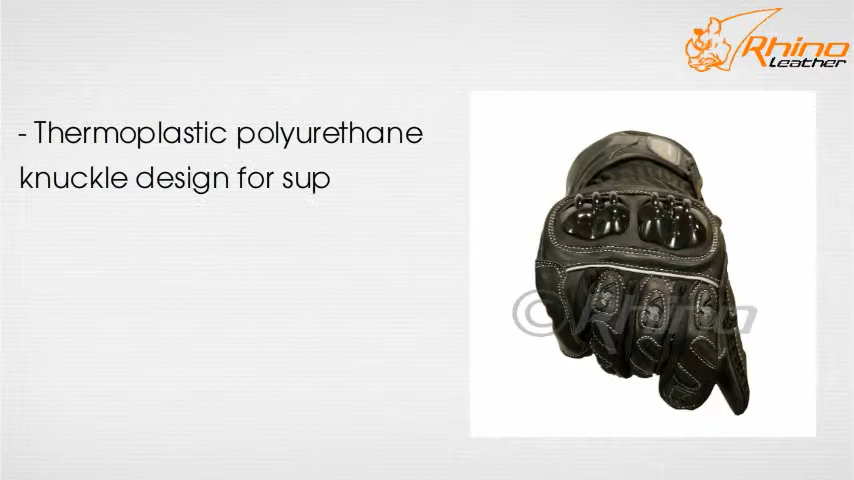 Rhino
Leather
- Thermoplastic polyurethane
knuckle design for sup
© Rhino